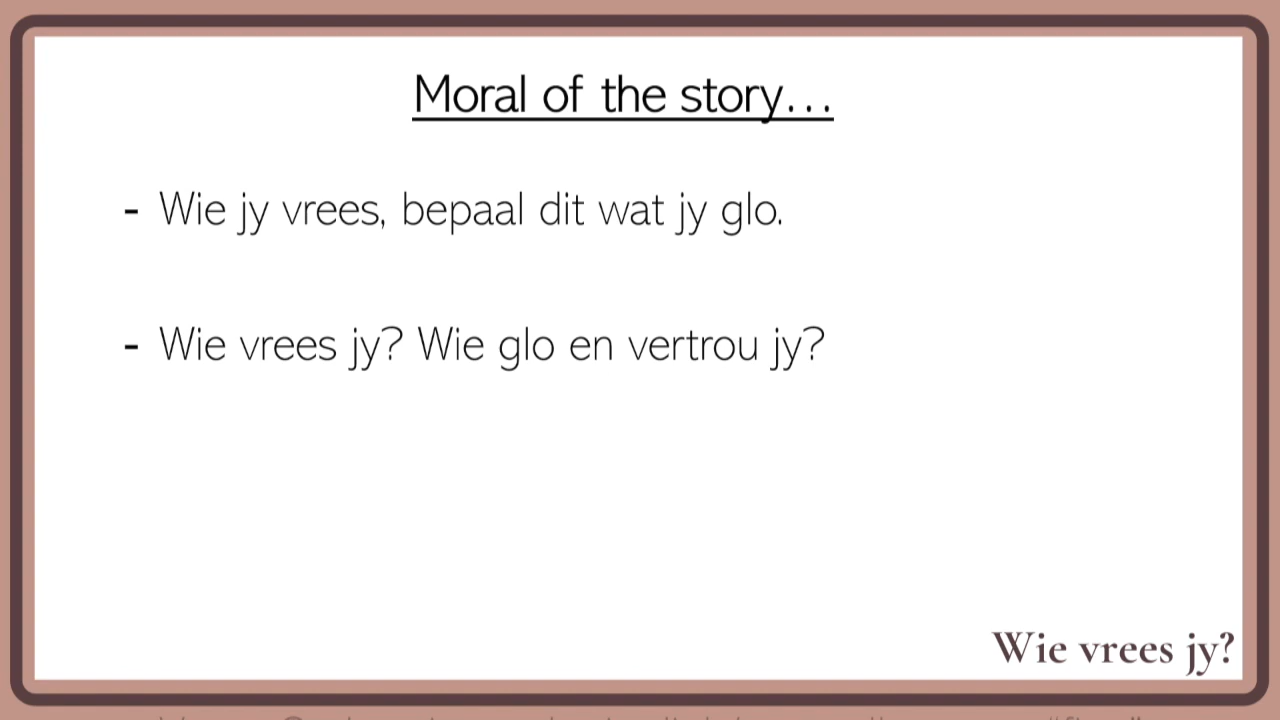 Moral of the story...
- Wie jy vrees, bepaal dit wat jy glo.
- Wie vrees jy? Wie glo en vertrou jy?
Wie vrees jy?